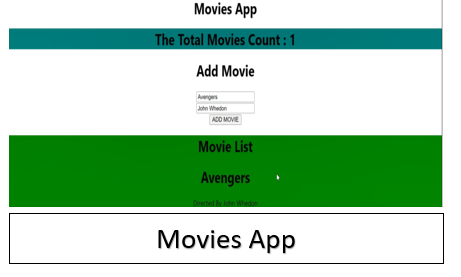 Movies App
The Total Movies Count : 1
Add Movie
Avengers
John Whedon
ADD MOVIE
Movie List
Avengers
Directed By John Whedon
Movies App